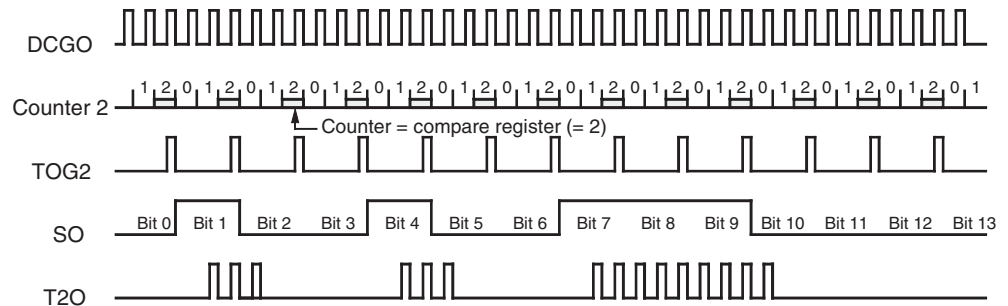 DCGO
Counter 2 1 2 0 1 2 0 1 2 0 1 2 0 1 2 0 1 2 0 1 2 0 1 2 0 1 2 0 1 2 0 1 2 0 1 2 0 1 2 0 1
Counter = compare register (= 2)
TOG2
SO Bit 0 Bit 1 Bit 2 Bit 3 Bit 4 Bit 5 Bit 6 Bit 7 Bit 8 Bit 9 Bit 10 Bit 11 Bit 12 Bit 13
T2O